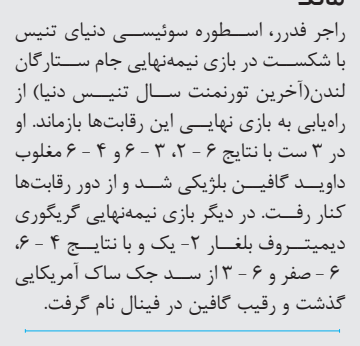 راجر فدرر، اسطوره سوئیسی دنیای تنیس
با شکست در بازی نیمه‌نهایی جام ستارگان
لندن(آخرین تورنمنت سال تنیس دنیا) از
راه‌یابی به بازی نهایی این رقابت‌ها بازماند. او
در ۳ ست با نتایج ۶ - ۲، ۳ - ۶ و ۴ - ۶ مغلوب
داوید گافین بلژیکی شد و از دور رقابت‌ها
کنار رفت. در دیگر بازی نیمه‌نهایی گریگوری
دیمیتروف بلغار ۲- یک و با نتایج ۴ - ۶،
۶ - صفر و ۶ - ۳ از سد جک ساک آمریکایی
گذشت و رقیب گافین در فینال نام گرفت.